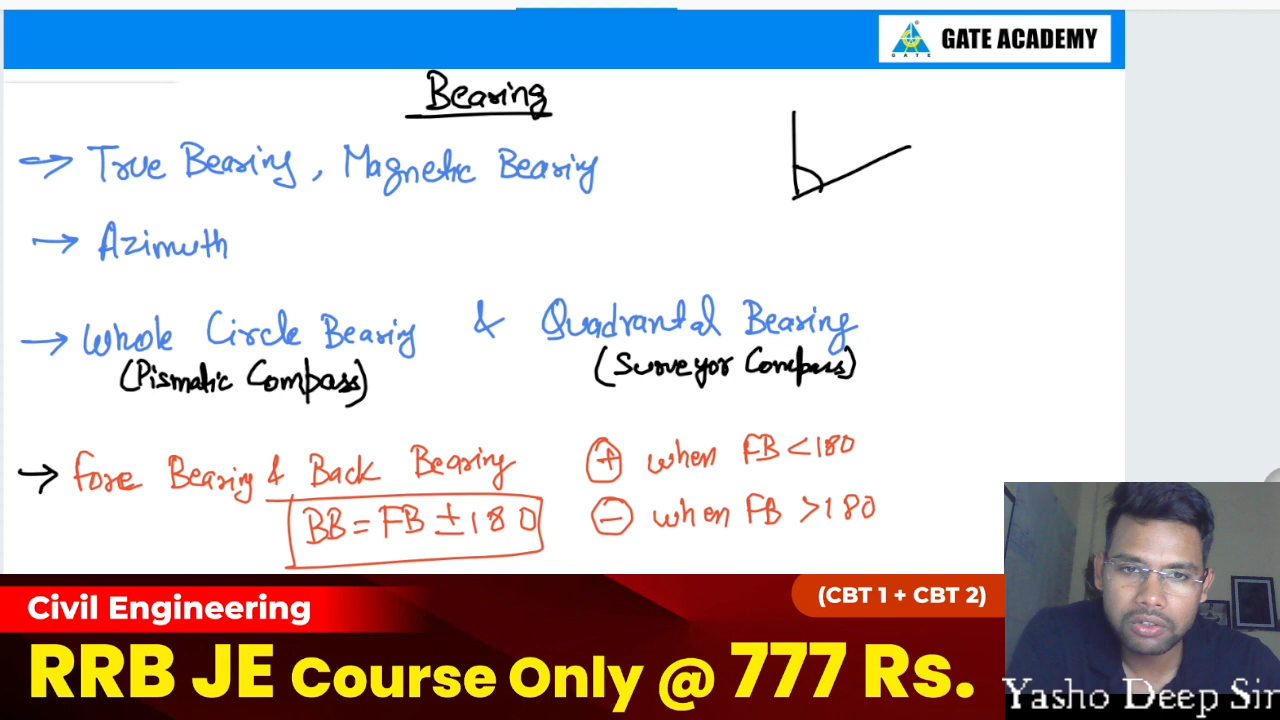 GATE ACADEMY
GATE
Bearing
→ True Bearing, Magnetic Bearing
→ Azimuth
→ Whole Circle Bearing & Quadrantal Bearing
(Pismatic Compass) (Surveyor Compass)
→ Fore Bearing & Back Bearing
⊕ when FB < 180
BB = FB ± 180
⊖ when FB > 180
Civil Engineering
(CBT 1 + CBT 2)
RRB JE Course Only @ 777 Rs.
Yasho Deep Sir